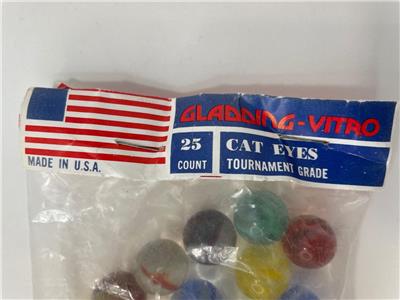 GLADDING-VITRO
25 COUNT
CAT EYES
TOURNAMENT GRADE
MADE IN U.S.A.